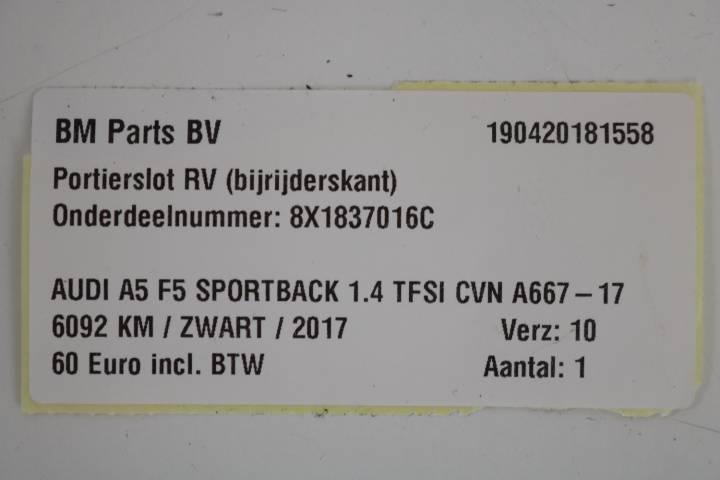 BM Parts BV 190420181558
Portierslot RV (bijrijderskant)
Onderdeelnummer: 8X1837016C
AUDI A5 F5 SPORTBACK 1.4 TFSI CVN A667-17
6092 KM / ZWART / 2017 Verz: 10
60 Euro incl. BTW Aantal: 1